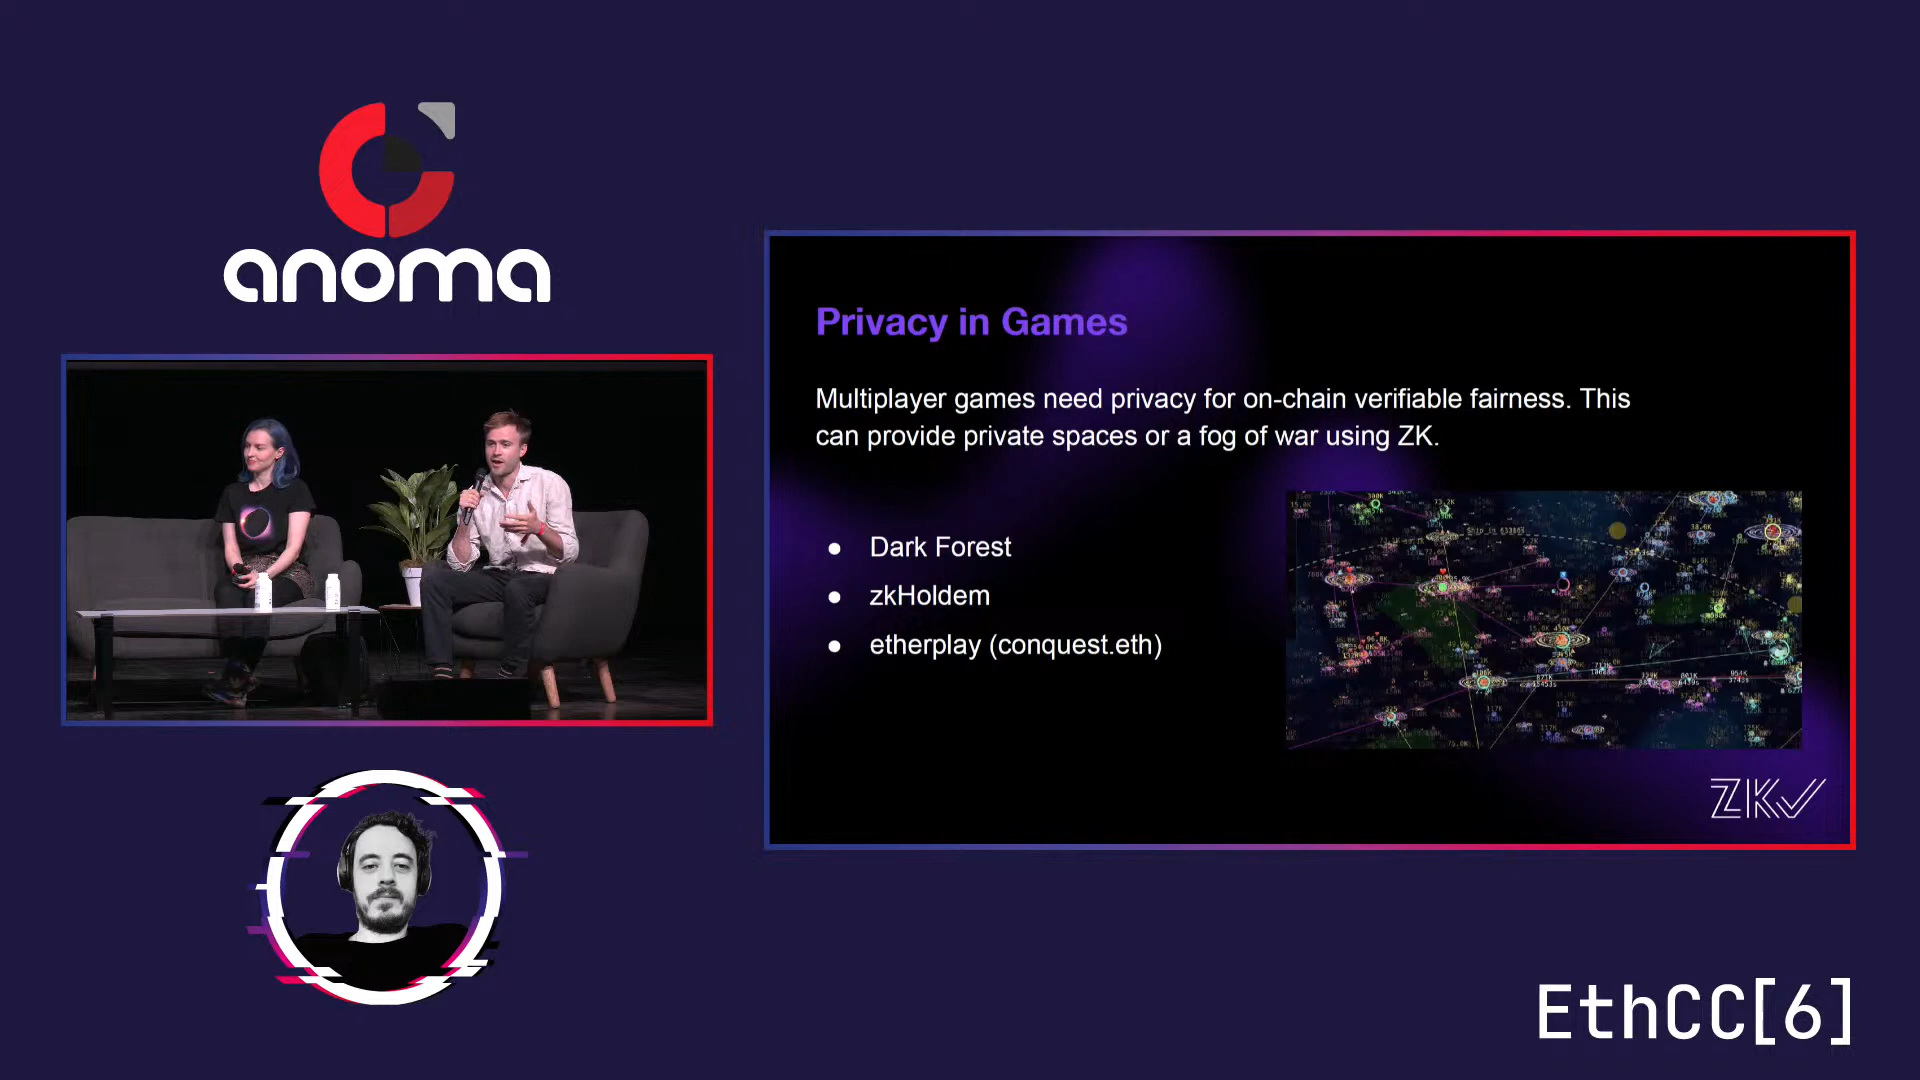 anoma
Privacy in Games
Multiplayer games need privacy for on-chain verifiable fairness. This
can provide private spaces or a fog of war using ZK.
● Dark Forest
● zkHoldem
● etherplay (conquest.eth)
ZK
EthCC[6]